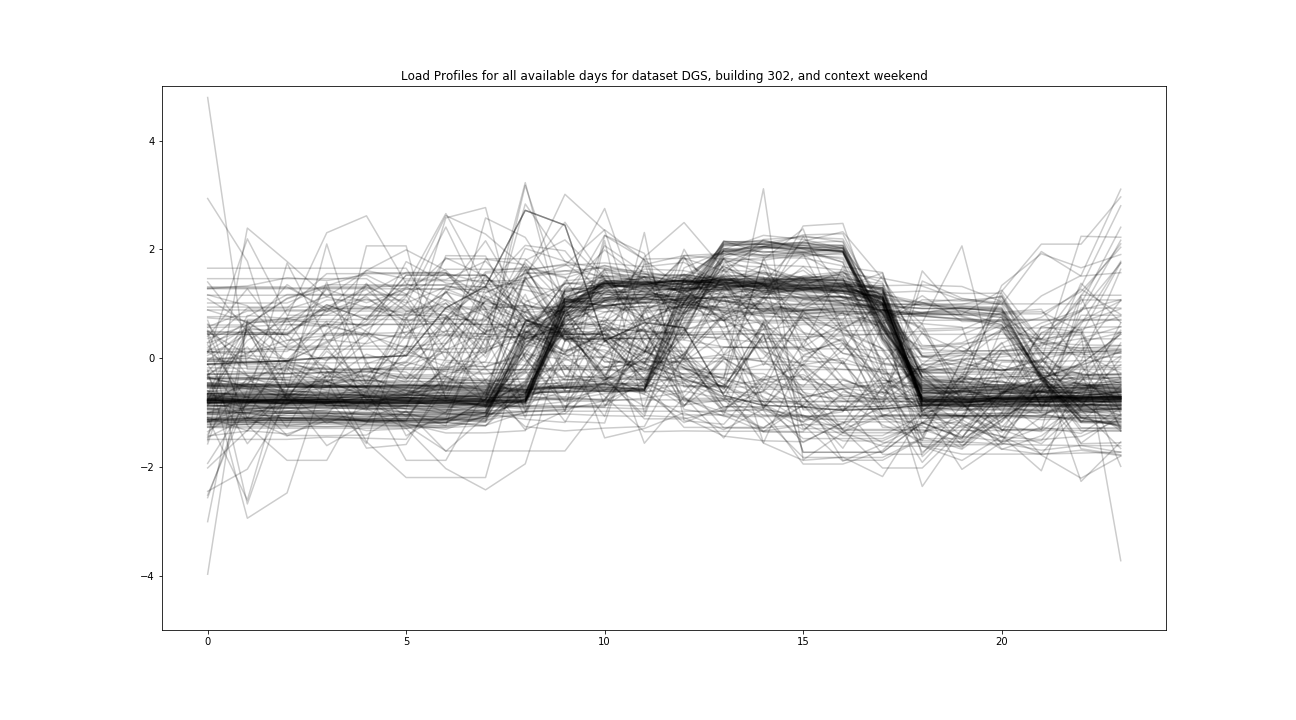 Load Profiles for all available days for dataset DGS, building 302, and context weekend
4
2
0
−2
−4
0 5 10 15 20